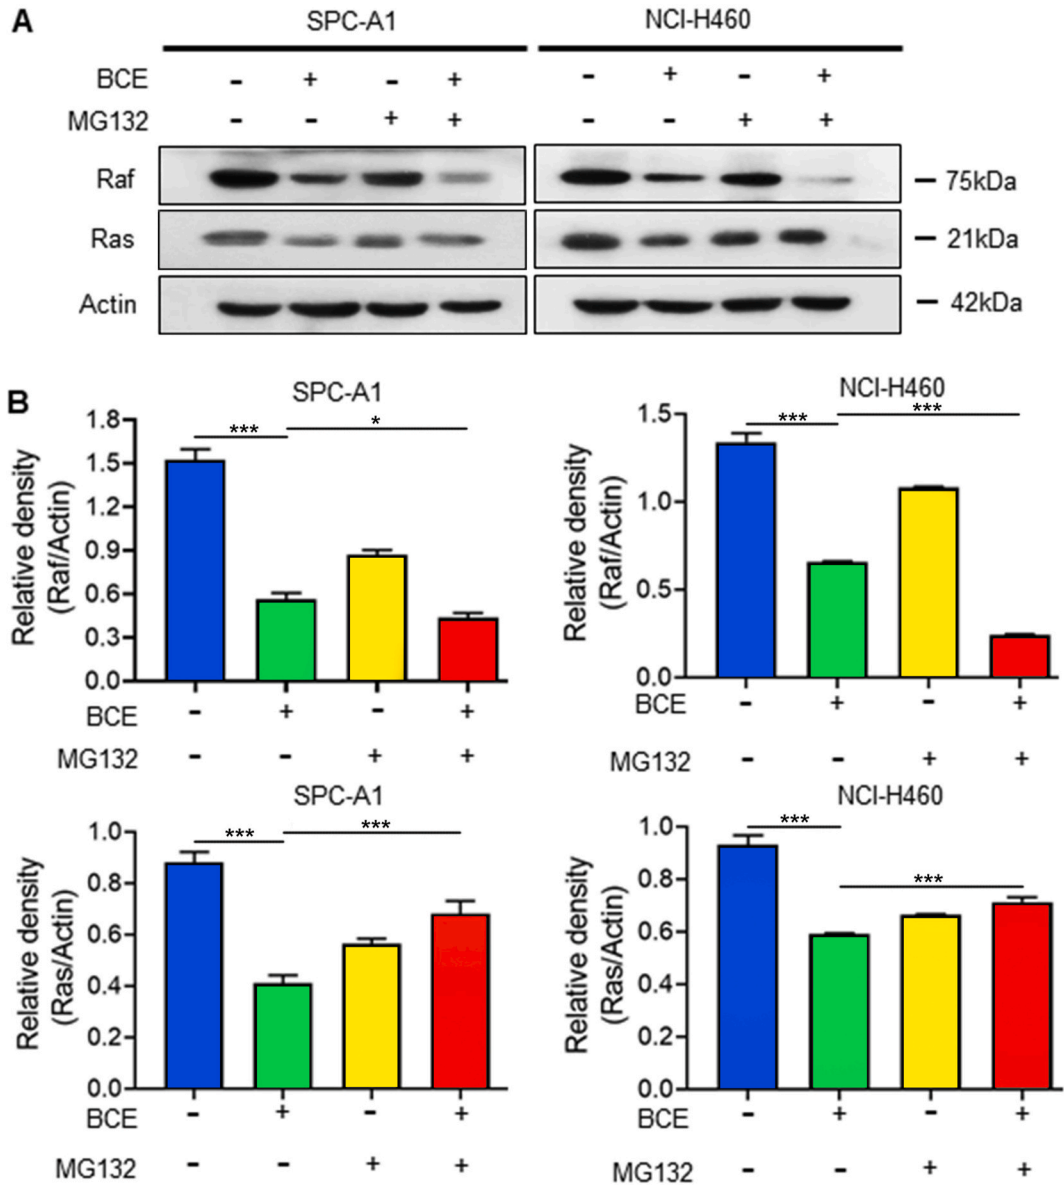 A
SPC-A1 NCI-H460
BCE - + - + - + - +
MG132 - - + + - - + +
Raf 75kDa
Ras 21kDa
Actin 42kDa
B
SPC-A1
Relative density
(Raf/Actin)
1.8
1.5
1.2
0.9
0.6
0.3
0.0
*** *
BCE - + - +
MG132 - - + +
NCI-H460
Relative density
(Raf/Actin)
1.5
1.0
0.5
0.0
*** ***
BCE - + - +
MG132 - - + +
SPC-A1
Relative density
(Ras/Actin)
1.0
0.8
0.6
0.4
0.2
0.0
*** ***
BCE - + - +
MG132 - - + +
NCI-H460
Relative density
(Ras/Actin)
1.0
0.8
0.6
0.4
0.2
0.0
***
***
BCE - + - +
MG132 - - + +